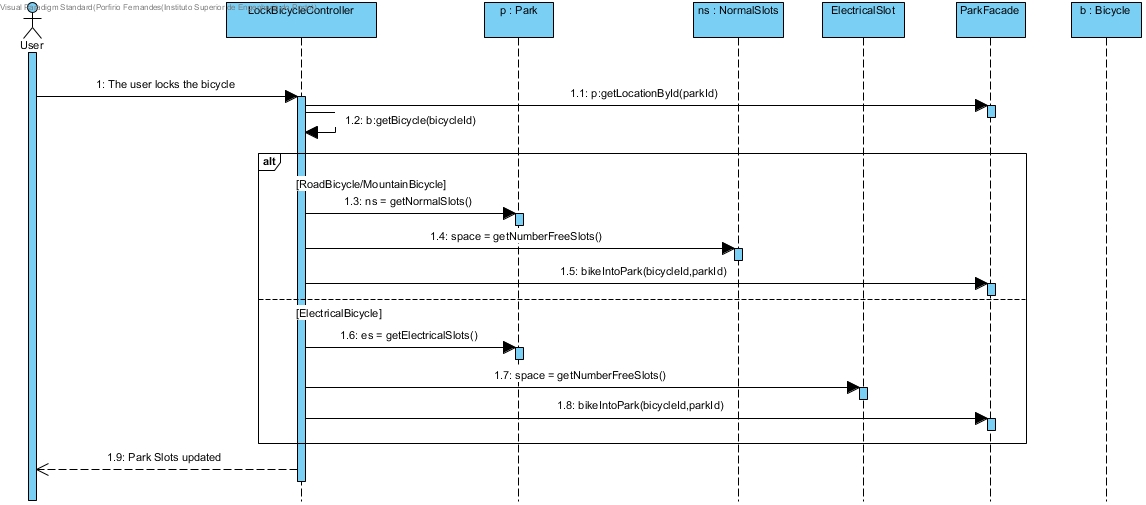 Visual Paradigm Standard(Porfirio Fernandes(Instituto Superior de
LockBicycleController
p : Park
ns : NormalSlots
ElectricalSlot
ParkFacade
b : Bicycle
User
1: The user locks the bicycle
1.1: p:getLocationById(parkId)
1.2: b:getBicycle(bicycleId)
alt
[RoadBicycle/MountainBicycle]
1.3: ns = getNormalSlots()
1.4: space = getNumberFreeSlots()
1.5: bikeIntoPark(bicycleId,parkId)
[ElectricalBicycle]
1.6: es = getElectricalSlots()
1.7: space = getNumberFreeSlots()
1.8: bikeIntoPark(bicycleId,parkId)
1.9: Park Slots updated